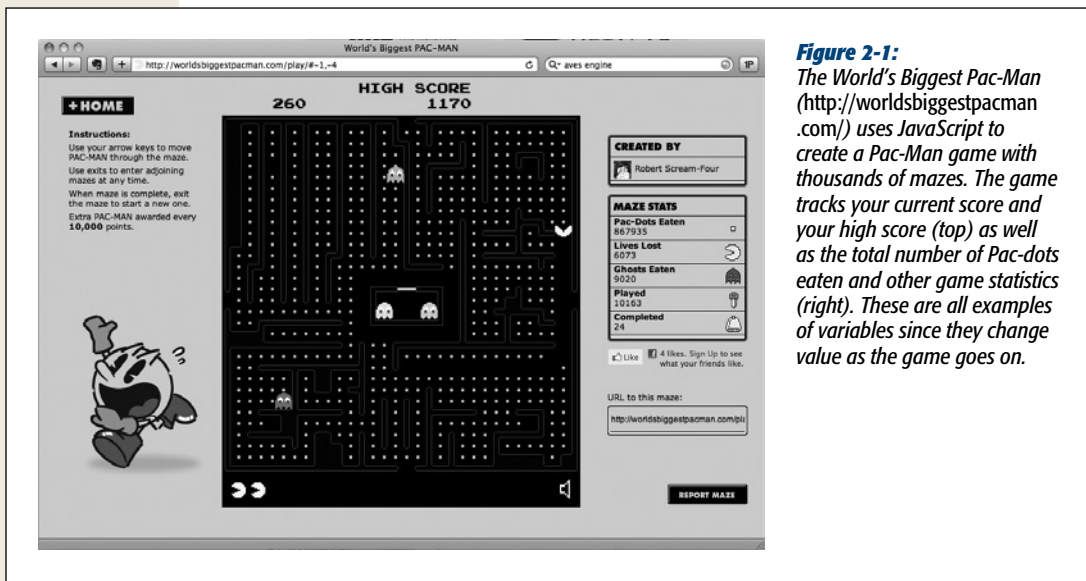 World's Biggest PAC-MAN
http://worldsbiggestpacman.com/play/#-1,-4
aves engine
1P
+HOME
HIGH SCORE
260 1170
Instructions:
Use your arrow keys to move
PAC-MAN through the maze.
Use exits to enter adjoining
mazes at any time.
When maze is complete, exit
the maze to start a new one.
Extra PAC-MAN awarded every
10,000 points.
CREATED BY
Robert Scream-Four
MAZE STATS
Pac-Dots Eaten
867935
Lives Lost
6073
Ghosts Eaten
9020
Played
10163
Completed
24
Like
4 likes. Sign Up to see
what your friends like.
URL to this maze:
http://worldsbiggestpacman.com/pla
REPORT MAZE
Figure 2-1:
The World's Biggest Pac-Man
(http://worldsbiggestpacman
.com/) uses JavaScript to
create a Pac-Man game with
thousands of mazes. The game
tracks your current score and
your high score (top) as well
as the total number of Pac-dots
eaten and other game statistics
(right). These are all examples
of variables since they change
value as the game goes on.